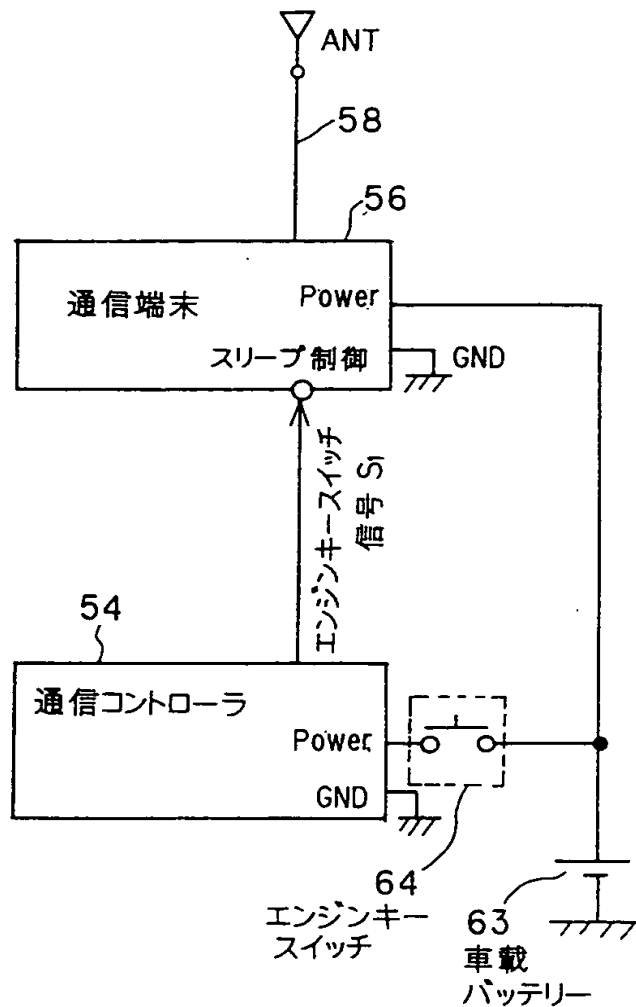 ANT
58
56
通信端末
Power
スリープ制御
GND
エンジンキースイッチ
信号 S1
54
通信コントローラ
Power
GND
64
エンジンキー
スイッチ
63
車載
バッテリー